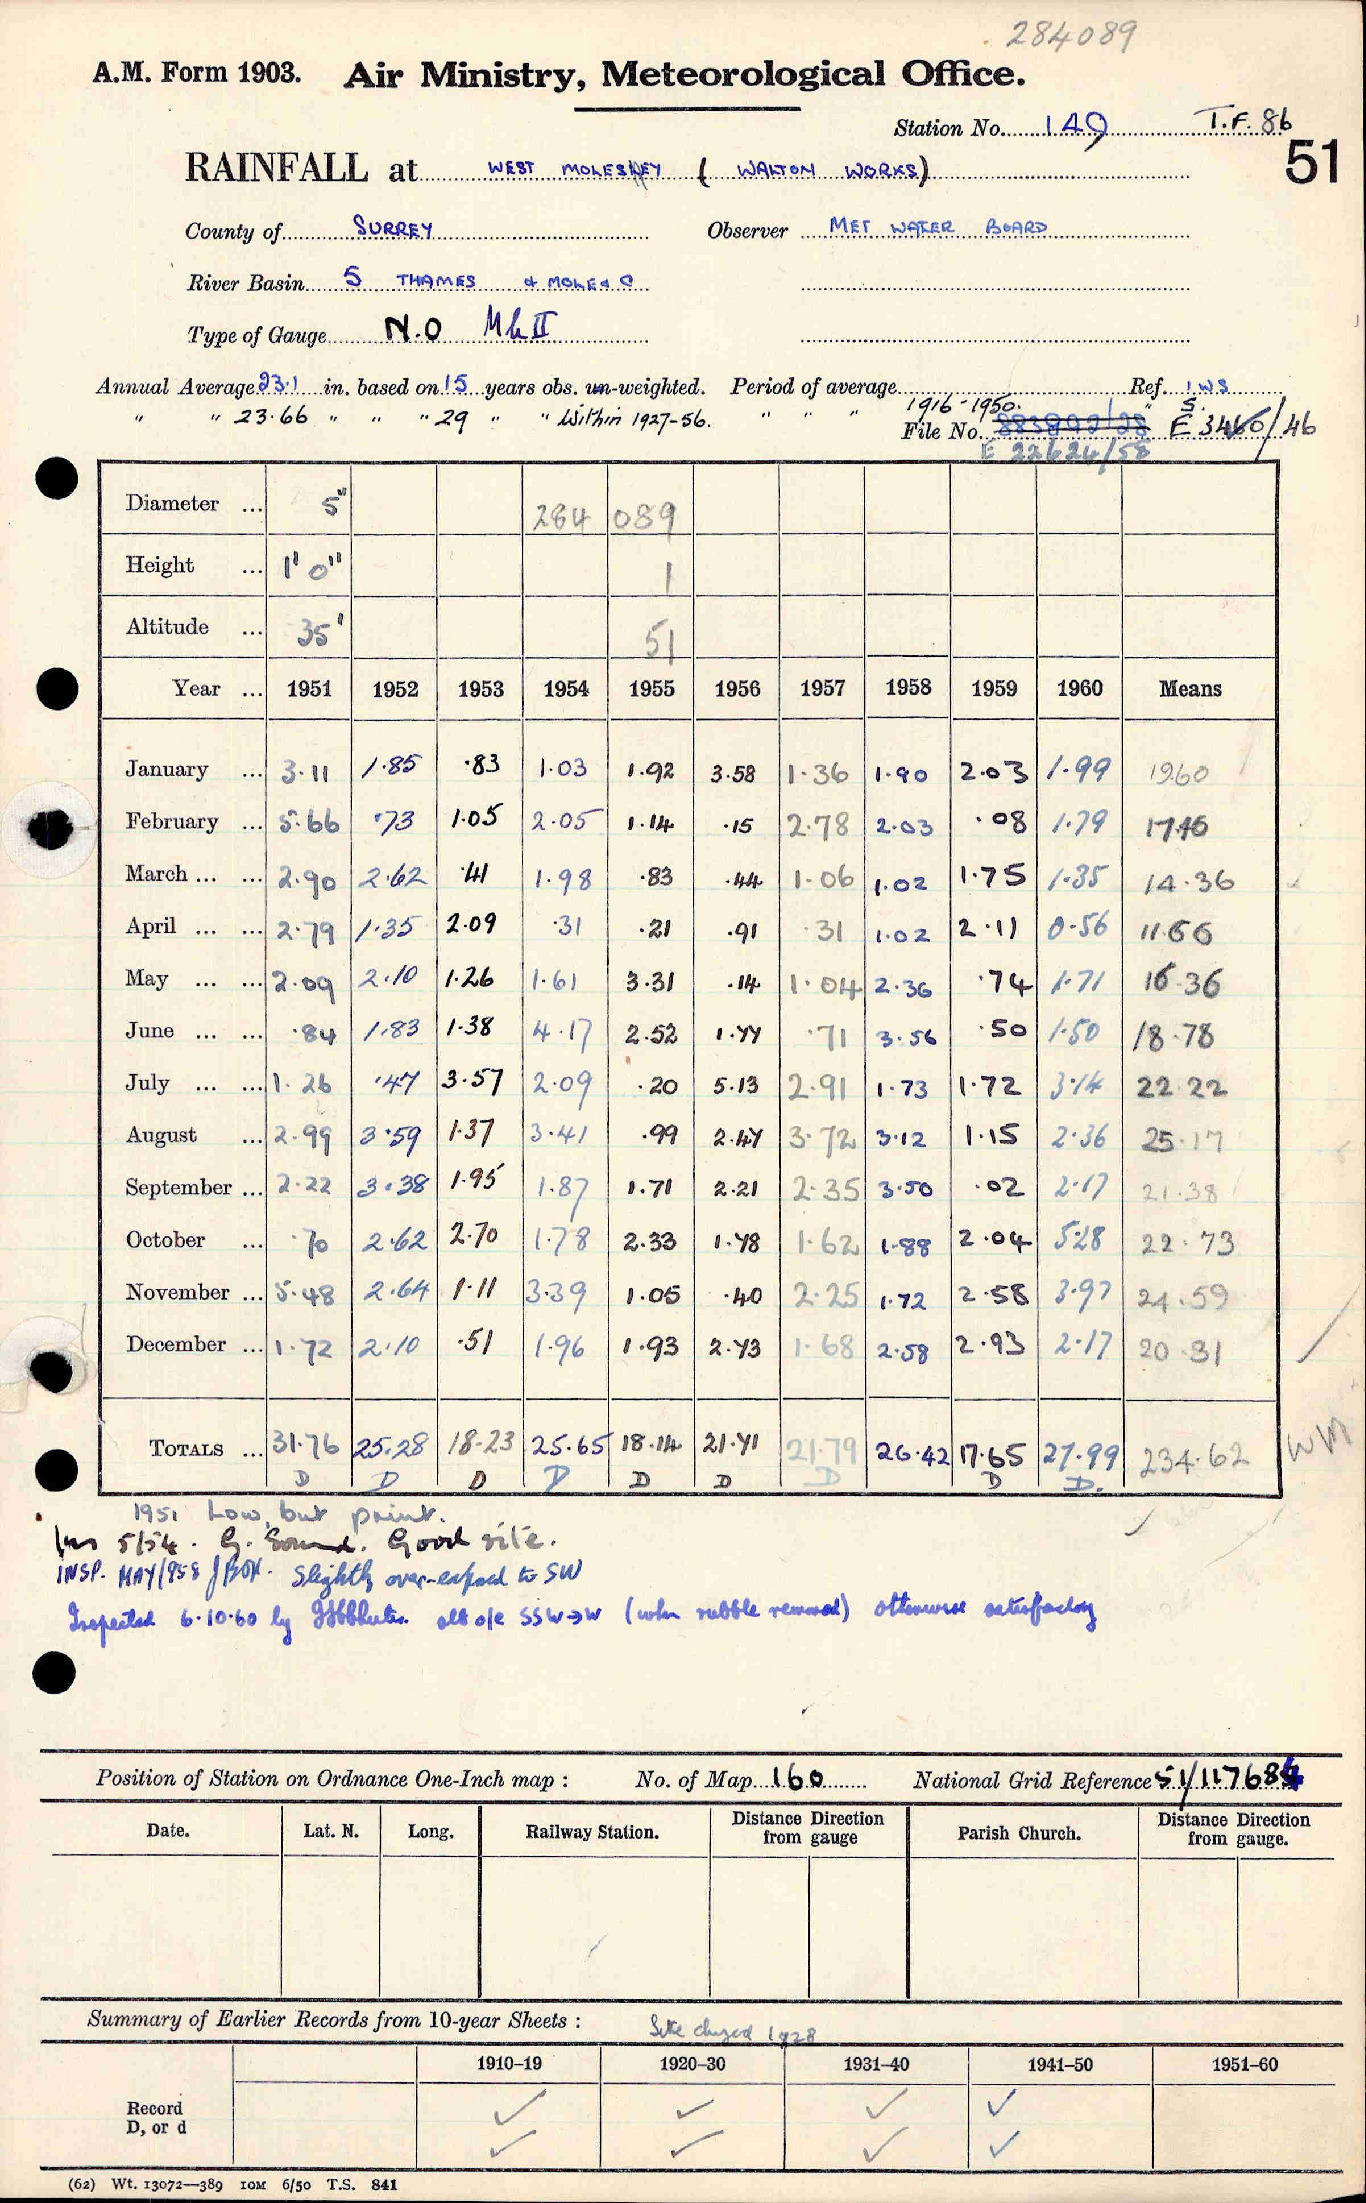 284089
A.M. Form 1903. Air Ministry, Meteorological Office.
Station No. 149 T.F. 86
51
RAINFALL at WEST MOLESEY ( WALTON WORKS)
County of SURREY Observer MET WATER BOARD
River Basin 5 THAMES & MOLE & C
Type of Gauge N.O Mk II
Annual Average 23.1 in. based on 15 years obs. un-weighted. Period of average Ref. IWS
" " 23.66 " " " 29 " " Within 1927-56. " " " 1916-1950. " S.
File No. 883892/28 E 3460/46
E 22624/58
Diameter ... 5" 284 089
Height ... 1' 0" 1
Altitude ... 35' 51
Year ... 1951 1952 1953 1954 1955 1956 1957 1958 1959 1960 Means
January ... 3.11 1.85 .83 1.03 1.92 3.58 1.36 1.90 2.03 1.99 19.60
February ... 5.66 .73 1.05 2.05 1.14 .15 2.78 2.03 .08 1.79 17.46
March ... ... 2.90 2.62 .41 1.98 .83 .44 1.06 1.02 1.75 1.35 14.36
April ... ... 2.79 1.35 2.09 .31 .21 .91 .31 1.02 2.11 0.56 11.66
May ... ... 2.09 2.10 1.26 1.61 3.31 .14 1.04 2.36 .74 1.71 16.36
June ... ... .84 1.83 1.38 4.17 2.52 1.77 .71 3.56 .50 1.50 18.78
July ... ... 1.26 .47 3.57 2.09 .20 5.13 2.91 1.73 1.72 3.14 22.22
August ... 2.99 3.59 1.37 3.41 .99 2.47 3.72 3.12 1.15 2.36 25.17
September ... 2.22 3.38 1.95 1.87 1.71 2.21 2.35 3.50 .02 2.17 21.38
October ... .70 2.62 2.70 1.78 2.33 1.78 1.62 1.88 2.04 5.28 22.73
November ... 5.48 2.64 1.11 3.39 1.05 .40 2.25 1.72 2.58 3.97 24.59
December ... 1.72 2.10 .51 1.96 1.93 2.73 1.68 2.58 2.93 2.17 20.31
TOTALS ... 31.76 25.28 18.23 25.65 18.14 21.71 21.79 26.42 17.65 27.99 234.62
D D D D D D D D D.
WM
1951 Low, but print.
Ins 5/54. G. Sound. Good site.
INSP. MAY 1958 J BOX. Slightly over-exposed to SW
Inspected 6.10.60 by o/e SSW→W (when rubble removed) otherwise satisfactory
Position of Station on Ordnance One-Inch map : No. of Map 160 National Grid Reference 51/117684
Date. Lat. N. Long. Railway Station. Distance Direction from gauge Parish Church. Distance Direction from gauge.
Summary of Earlier Records from 10-year Sheets : Site changed 1928
1910–19 1920–30 1931–40 1941–50 1951–60
Record ✓ ✓ ✓ ✓
D, or d ✓ ✓ ✓ ✓
(62) Wt. 13072—389 10M 6/50 T.S. 841